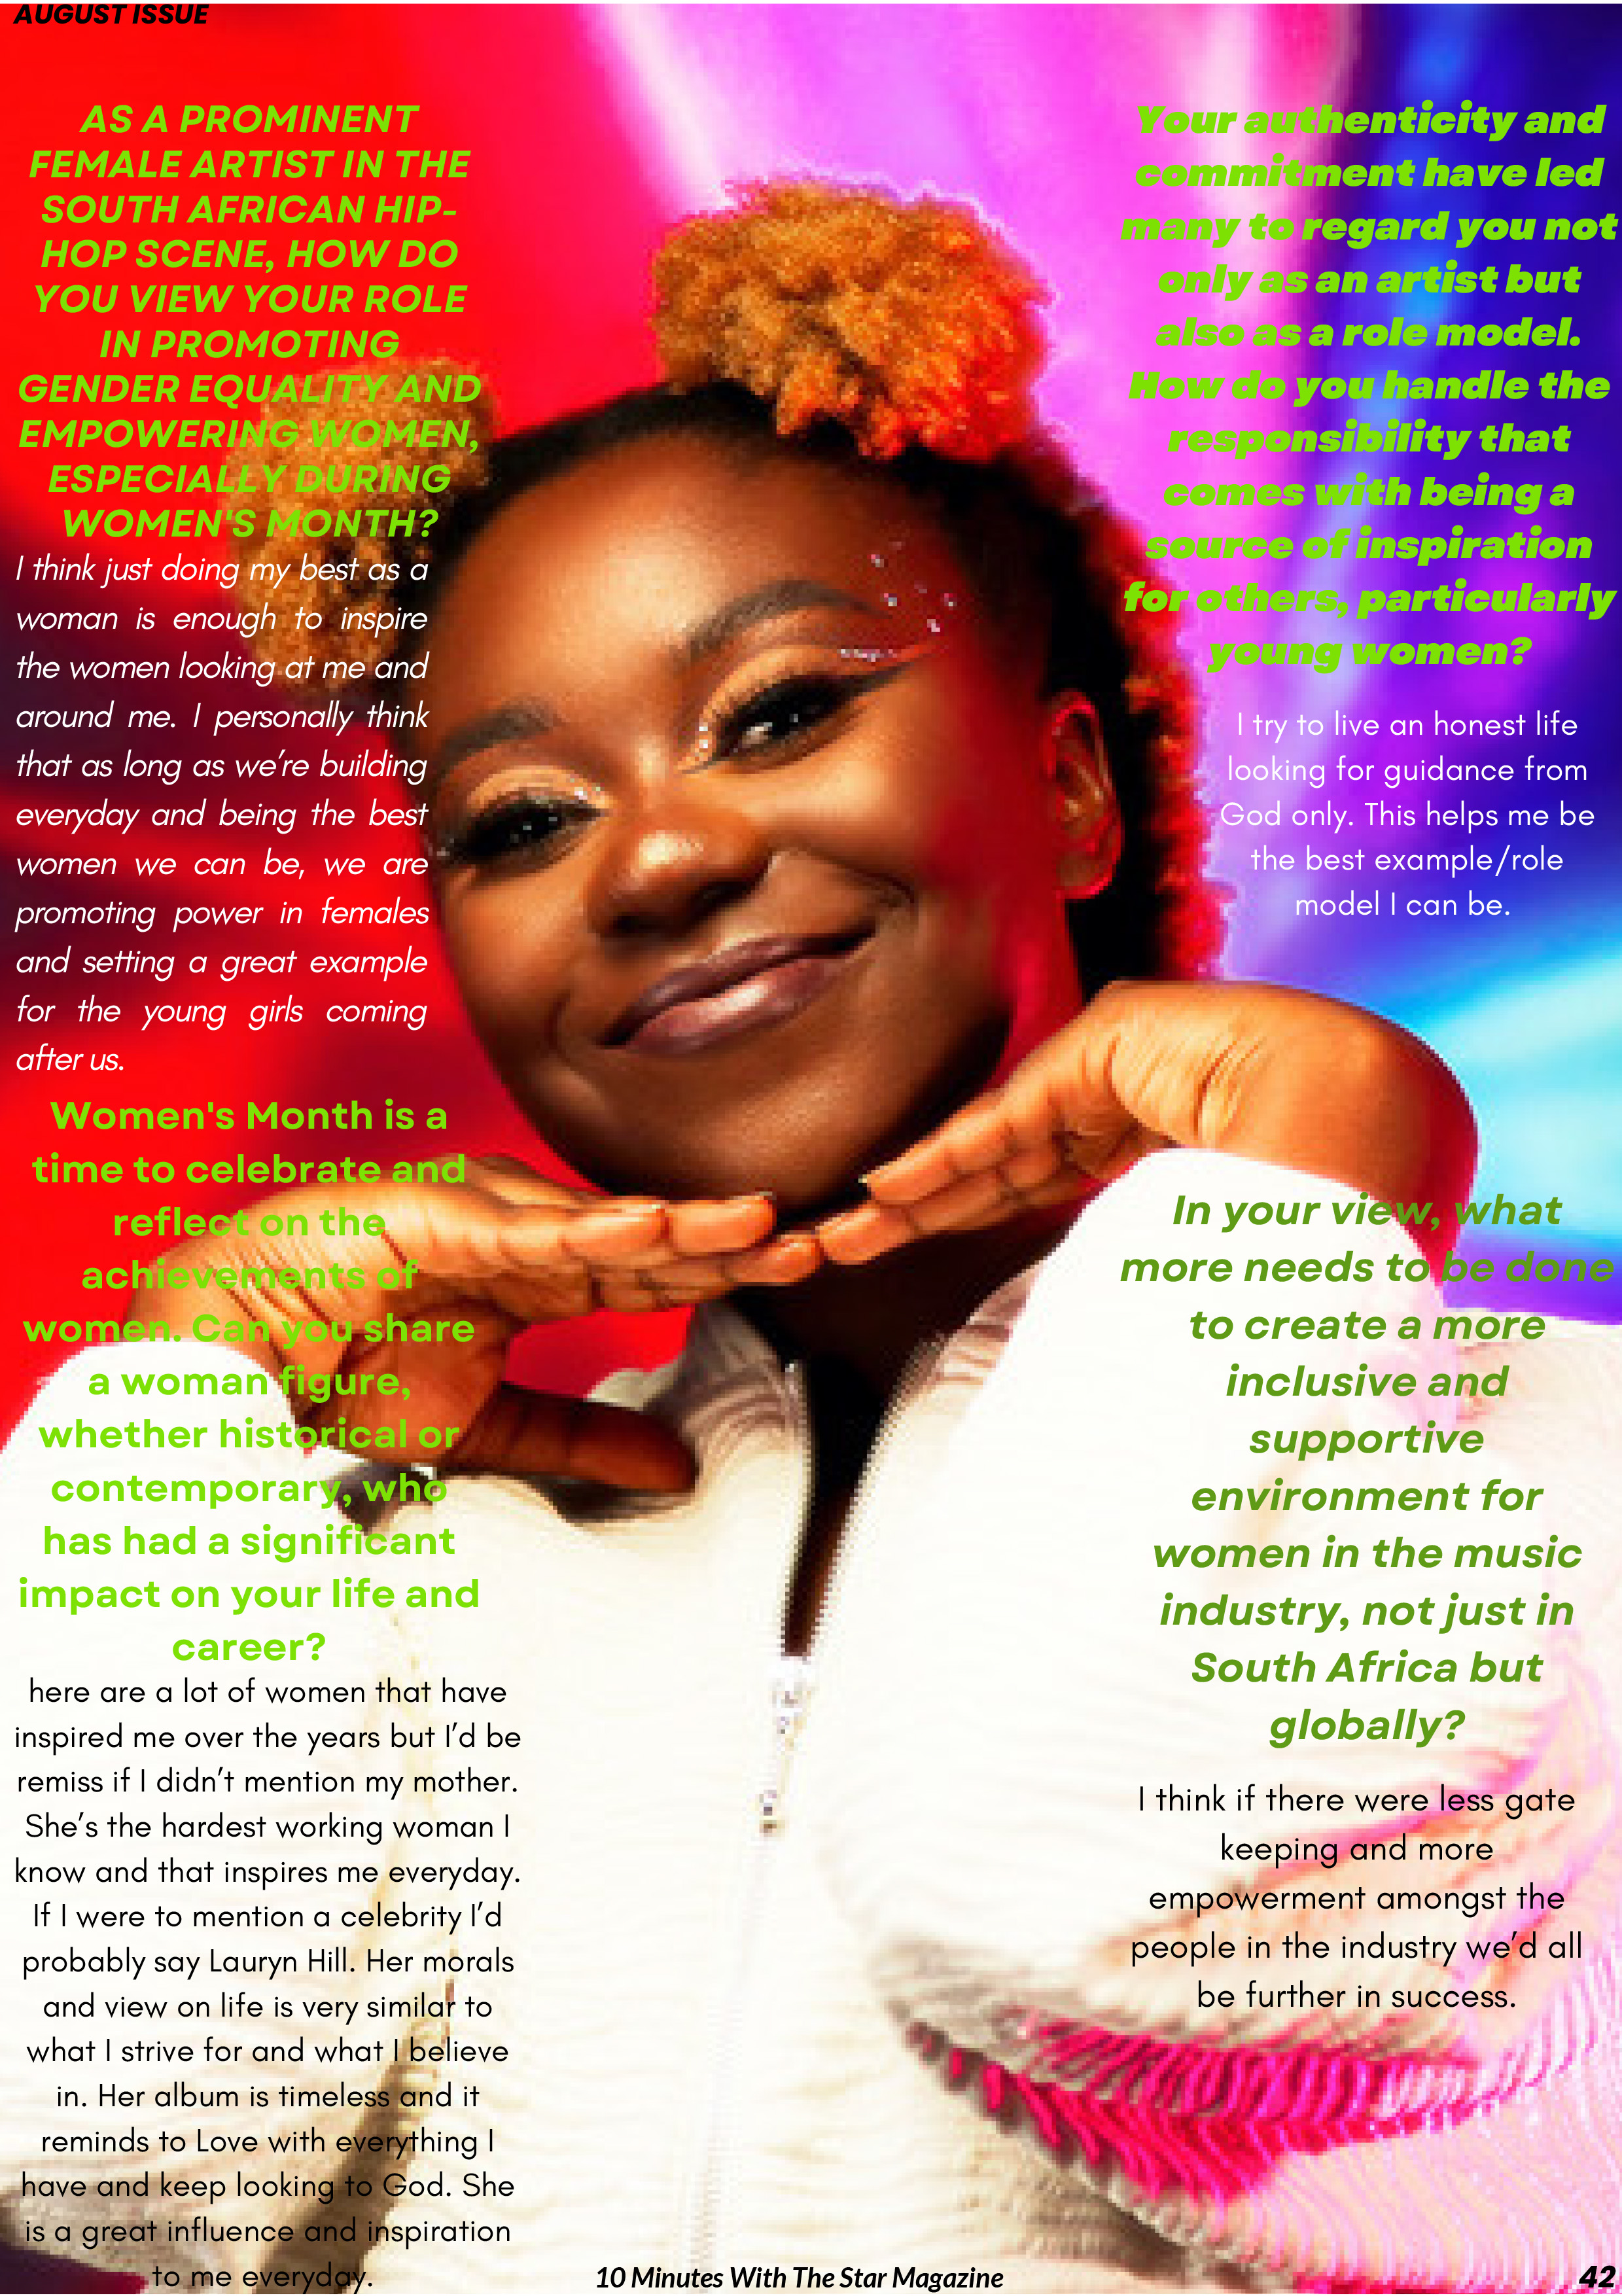 AUGUST ISSUE
AS A PROMINENT
FEMALE ARTIST IN THE
SOUTH AFRICAN HIP-
HOP SCENE, HOW DO
YOU VIEW YOUR ROLE
IN PROMOTING
GENDER EQUALITY AND
EMPOWERING WOMEN,
ESPECIALLY DURING
WOMEN'S MONTH?
I think just doing my best as a
woman is enough to inspire
the women looking at me and
around me. I personally think
that as long as we’re building
everyday and being the best
women we can be, we are
promoting power in females
and setting a great example
for the young girls coming
after us.
Women's Month is a
time to celebrate and
reflect on the
achievements of
women. Can you share
a woman figure,
whether historical or
contemporary, who
has had a significant
impact on your life and
career?
here are a lot of women that have
inspired me over the years but I’d be
remiss if I didn’t mention my mother.
She’s the hardest working woman I
know and that inspires me everyday.
If I were to mention a celebrity I’d
probably say Lauryn Hill. Her morals
and view on life is very similar to
what I strive for and what I believe
in. Her album is timeless and it
reminds to Love with everything I
have and keep looking to God. She
is a great influence and inspiration
to me everyday.
Your authenticity and
commitment have led
many to regard you not
only as an artist but
also as a role model.
How do you handle the
responsibility that
comes with being a
source of inspiration
for others, particularly
young women?
I try to live an honest life
looking for guidance from
God only. This helps me be
the best example/role
model I can be.
In your view, what
more needs to be done
to create a more
inclusive and
supportive
environment for
women in the music
industry, not just in
South Africa but
globally?
I think if there were less gate
keeping and more
empowerment amongst the
people in the industry we’d all
be further in success.
10 Minutes With The Star Magazine
42